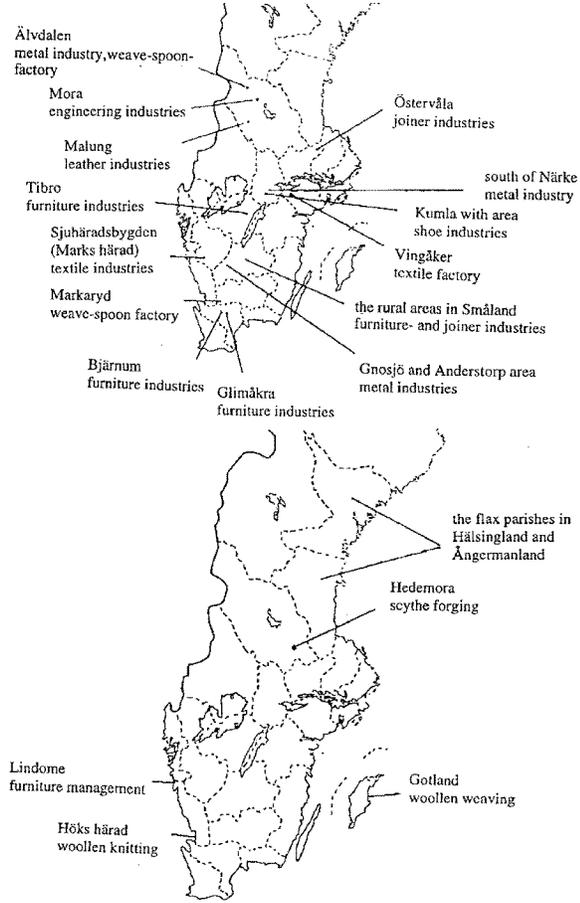 Älvdalen
metal industry,weave-spoon-
factory
Mora
engineering industries
Malung
leather industries
Tibro
furniture industries
Sjuhäradsbygden
(Marks härad)
textile industries
Markaryd
weave-spoon factory
Bjärnum
furniture industries
Glimåkra
furniture industries
Östervåla
joiner industries
south of Närke
metal industry
Kumla with area
shoe industries
Vingåker
textile factory
the rural areas in Småland
furniture- and joiner industries
Gnosjö and Anderstorp area
metal industries
the flax parishes in
Hälsingland and
Ångermanland
Hedemora
scythe forging
Lindome
furniture management
Höks härad
woollen knitting
Gotland
woollen weaving